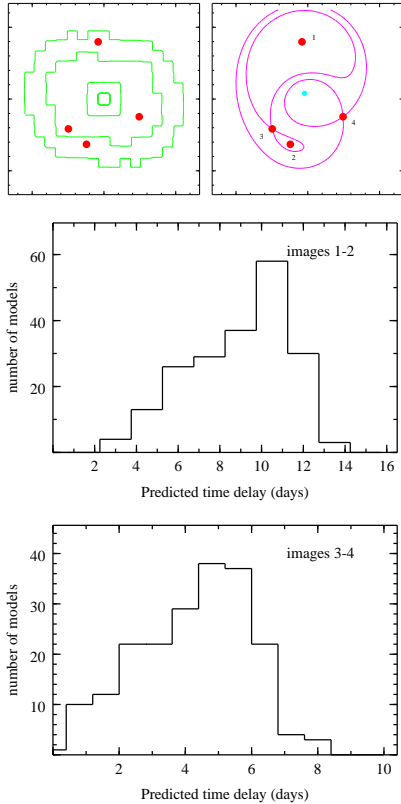 1
3
4
2
images 1-2
60
40
20
number of models
2 4 6 8 10 12 14 16
Predicted time delay (days)
images 3-4
40
30
20
10
number of models
2 4 6 8 10
Predicted time delay (days)